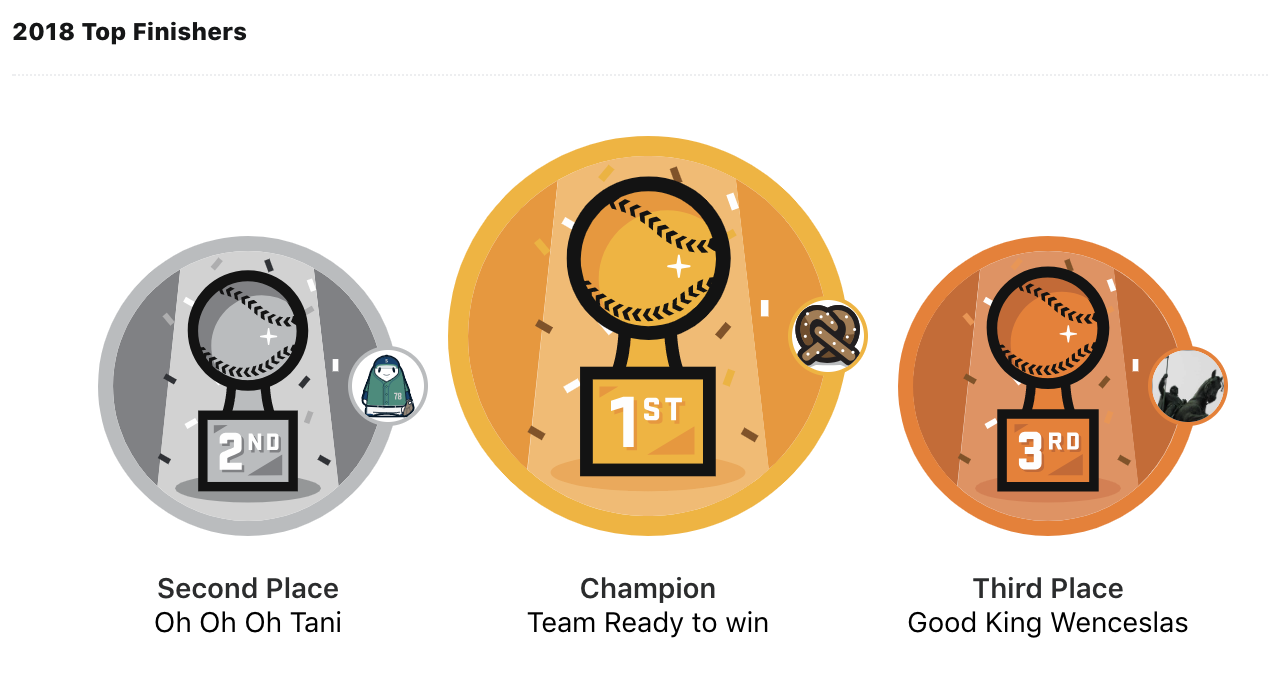 2018 Top Finishers
2ND
1ST
3RD
78
Second Place
Oh Oh Oh Tani
Champion
Team Ready to win
Third Place
Good King Wenceslas